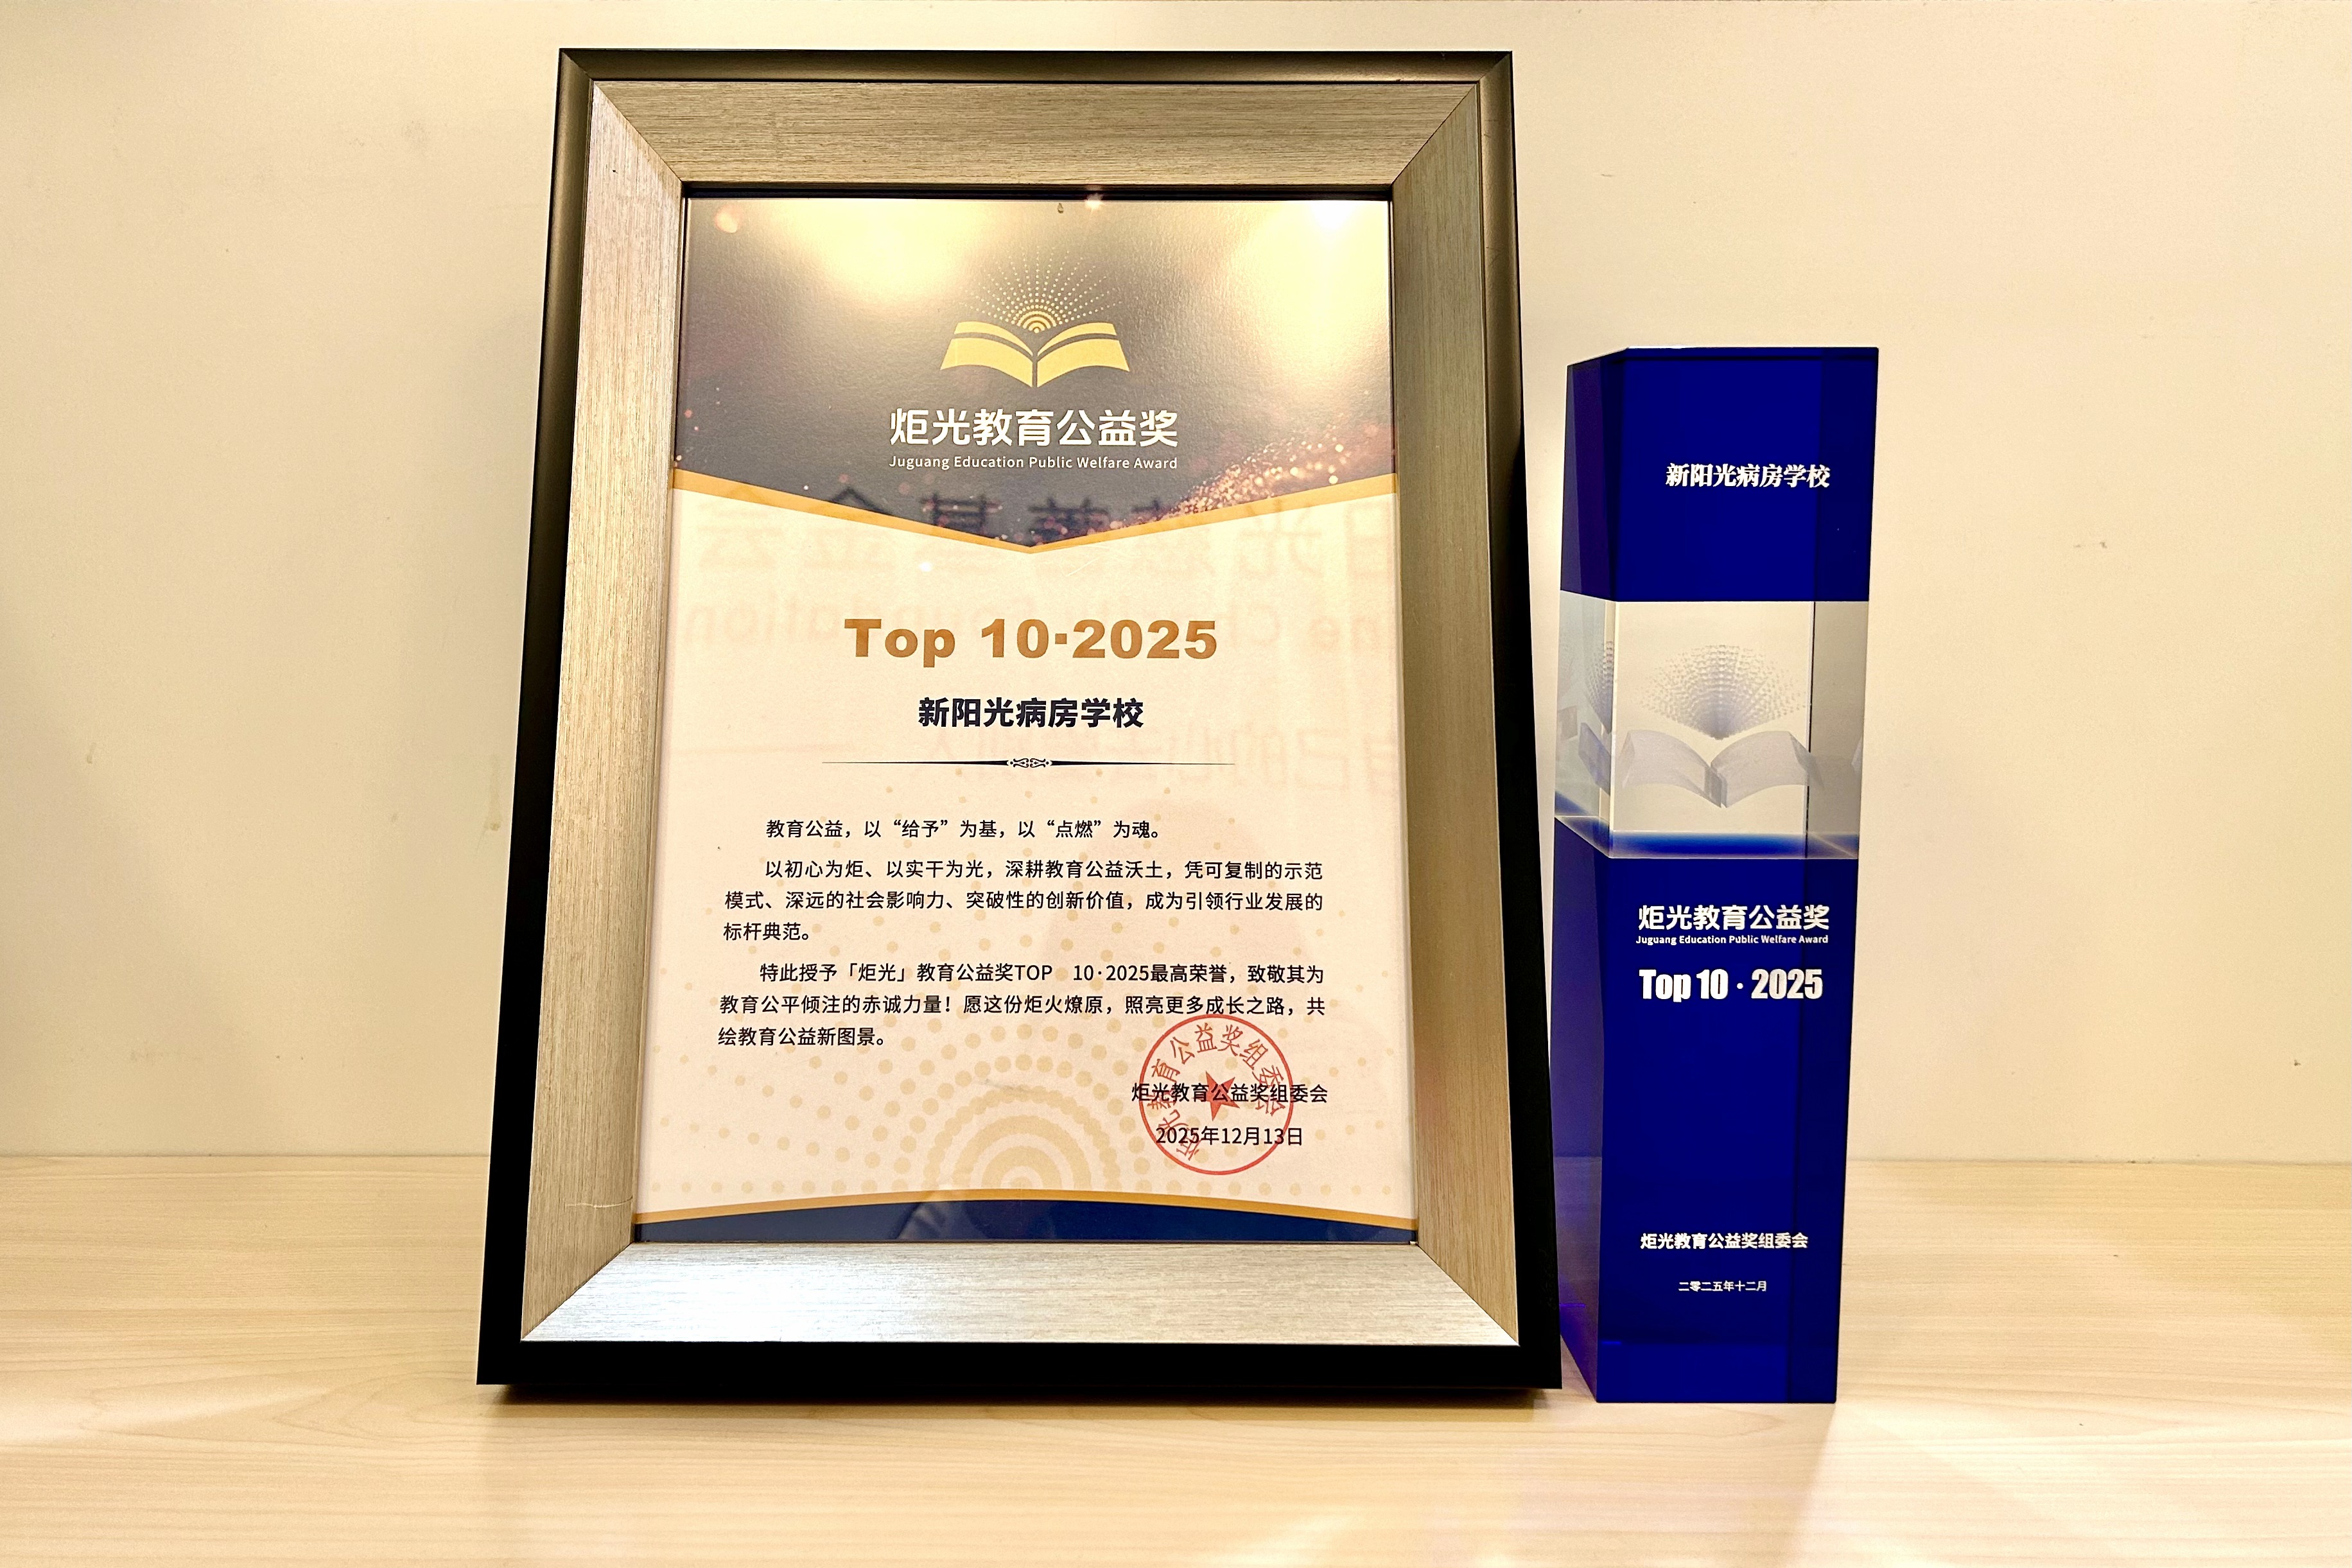 炬光教育公益奖
Juguang Education Public Welfare Award
Top 10·2025
新阳光病房学校
教育公益，以“给予”为基，以“点燃”为魂。
以初心为炬、以实干为光，深耕教育公益沃土，凭可复制的示范
模式、深远的社会影响力、突破性的创新价值，成为引领行业发展的
标杆典范。
特此授予「炬光」教育公益奖TOP 10·2025最高荣誉，致敬其为
教育公平倾注的赤诚力量！愿这份炬火燎原，照亮更多成长之路，共
绘教育公益新图景。
炬光教育公益奖组委会
2025年12月13日
炬光教育公益奖组委会
新阳光病房学校
炬光教育公益奖
Juguang Education Public Welfare Award
Top 10 · 2025
炬光教育公益奖组委会
二零二五年十二月